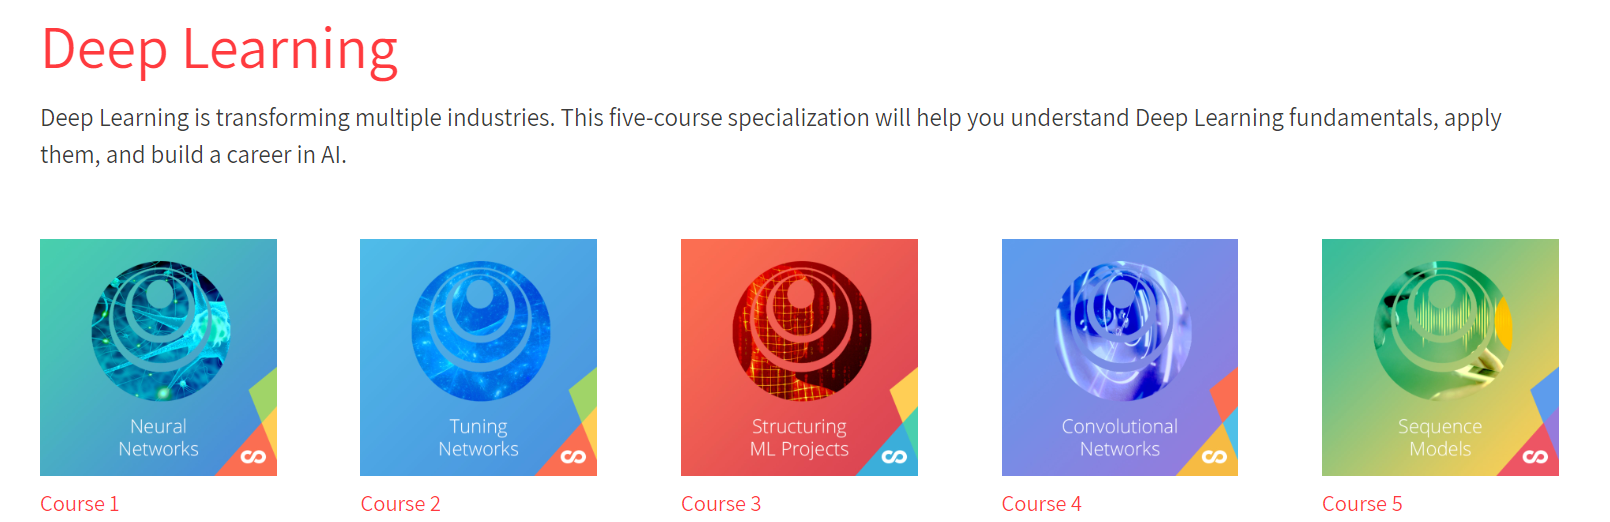 Deep Learning
Deep Learning is transforming multiple industries. This five-course specialization will help you understand Deep Learning fundamentals, apply
them, and build a career in AI.
Neural
Networks
Course 1
Tuning
Networks
Course 2
Structuring
ML Projects
Course 3
Convolutional
Networks
Course 4
Sequence
Models
Course 5